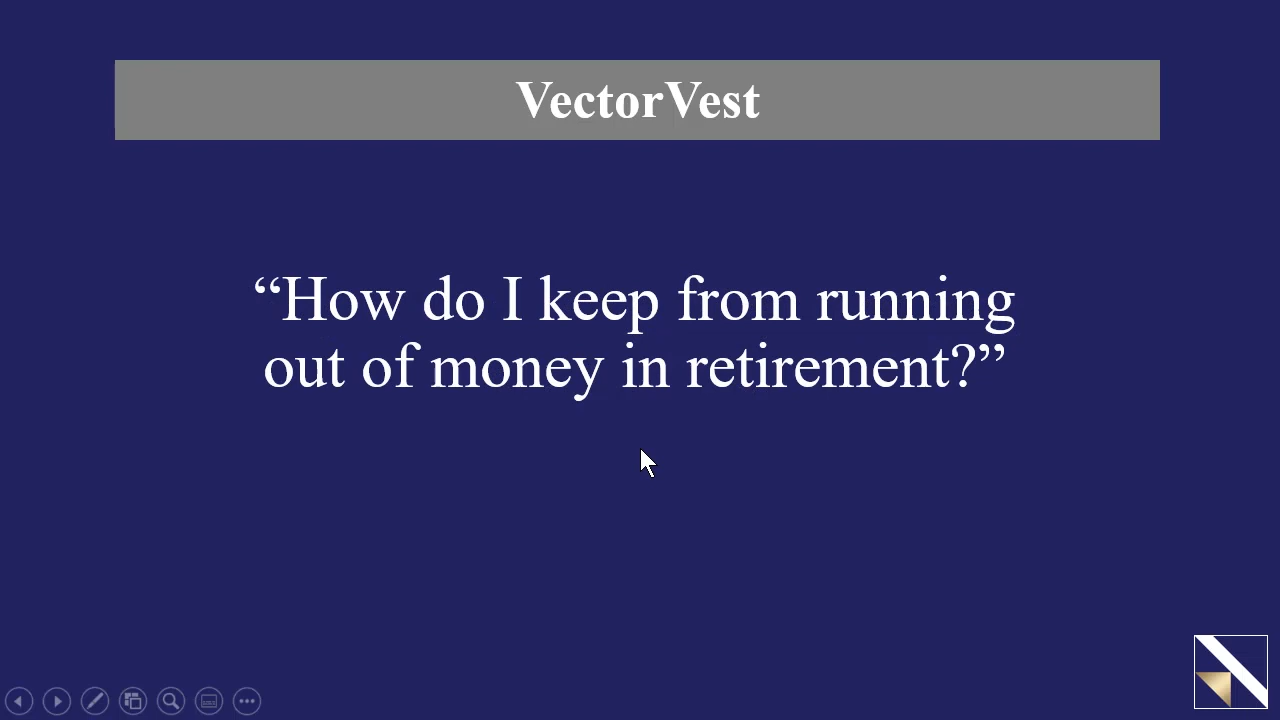 VectorVest
“How do I keep from running
out of money in retirement?”